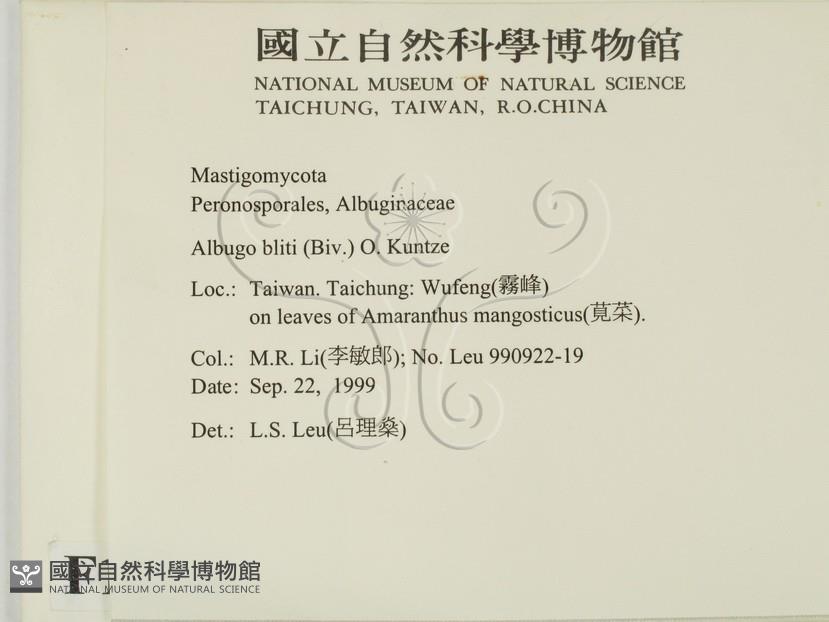 國立自然科學博物館
NATIONAL MUSEUM OF NATURAL SCIENCE
TAICHUNG, TAIWAN, R.O.CHINA
Mastigomycota
Peronosporales, Albuginaceae
Albugo bliti (Biv.) O. Kuntze
Loc.: Taiwan. Taichung: Wufeng(霧峰)
on leaves of Amaranthus mangosticus(莧菜).
Col.: M.R. Li(李敏郎); No. Leu 990922-19
Date: Sep. 22, 1999
Det.: L.S. Leu(呂理燊)
國立自然科學博物館
NATIONAL MUSEUM OF NATURAL SCIENCE